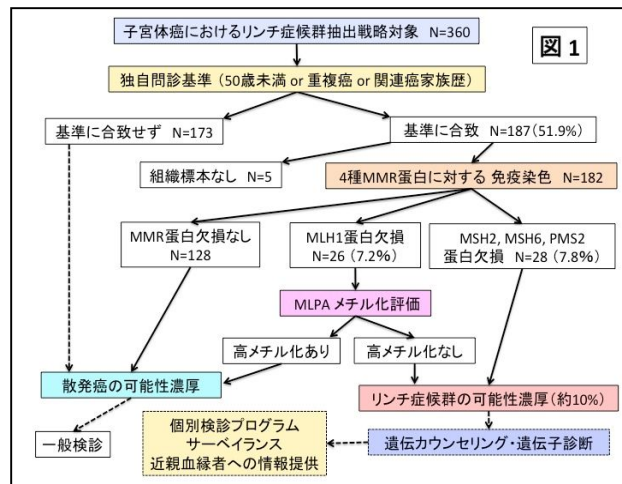 子宮体癌におけるリンチ症候群抽出戦略対象 N=360
図1
独自問診基準(50歳未満 or 重複癌 or 関連癌家族歴)
基準に合致せず N=173
基準に合致 N=187(51.9%)
組織標本なし N=5
4種MMR蛋白に対する 免疫染色 N=182
MMR蛋白欠損なし
N=128
MLH1蛋白欠損
N=26(7.2%)
MSH2, MSH6, PMS2
蛋白欠損 N=28(7.8%)
MLPA メチル化評価
高メチル化あり
高メチル化なし
散発癌の可能性濃厚
リンチ症候群の可能性濃厚(約10%)
一般検診
個別検診プログラム
サーベイランス
近親血縁者への情報提供
遺伝カウンセリング・遺伝子診断